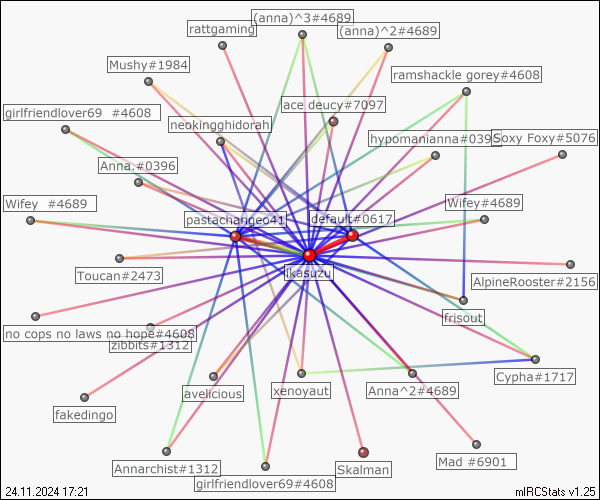 (anna)^3#4689
rattgaming
(anna)^2#4689
Mushy#1984
ramshackle gorey#4608
ace deucy#7097
girlfriendlover69 #4608
neokingghidorah
hypomanianna#0396
Soxy Foxy#5076
Anna,#0396
Wifey #4689
Wifey#4689
pastachange41
default#0617
Toucan#2473
ikasuzu
AlpineRooster#2156
frisout
no cops no laws no hope#4608
zibbits#1312
Cypha#1717
avelicious
xenoyaut
Anna^2#4689
fakedingo
Annarchist#1312
Skalman
Mad #6901
girlfriendlover69#4608
24.11.2024 17:21
mIRCStats v1.25